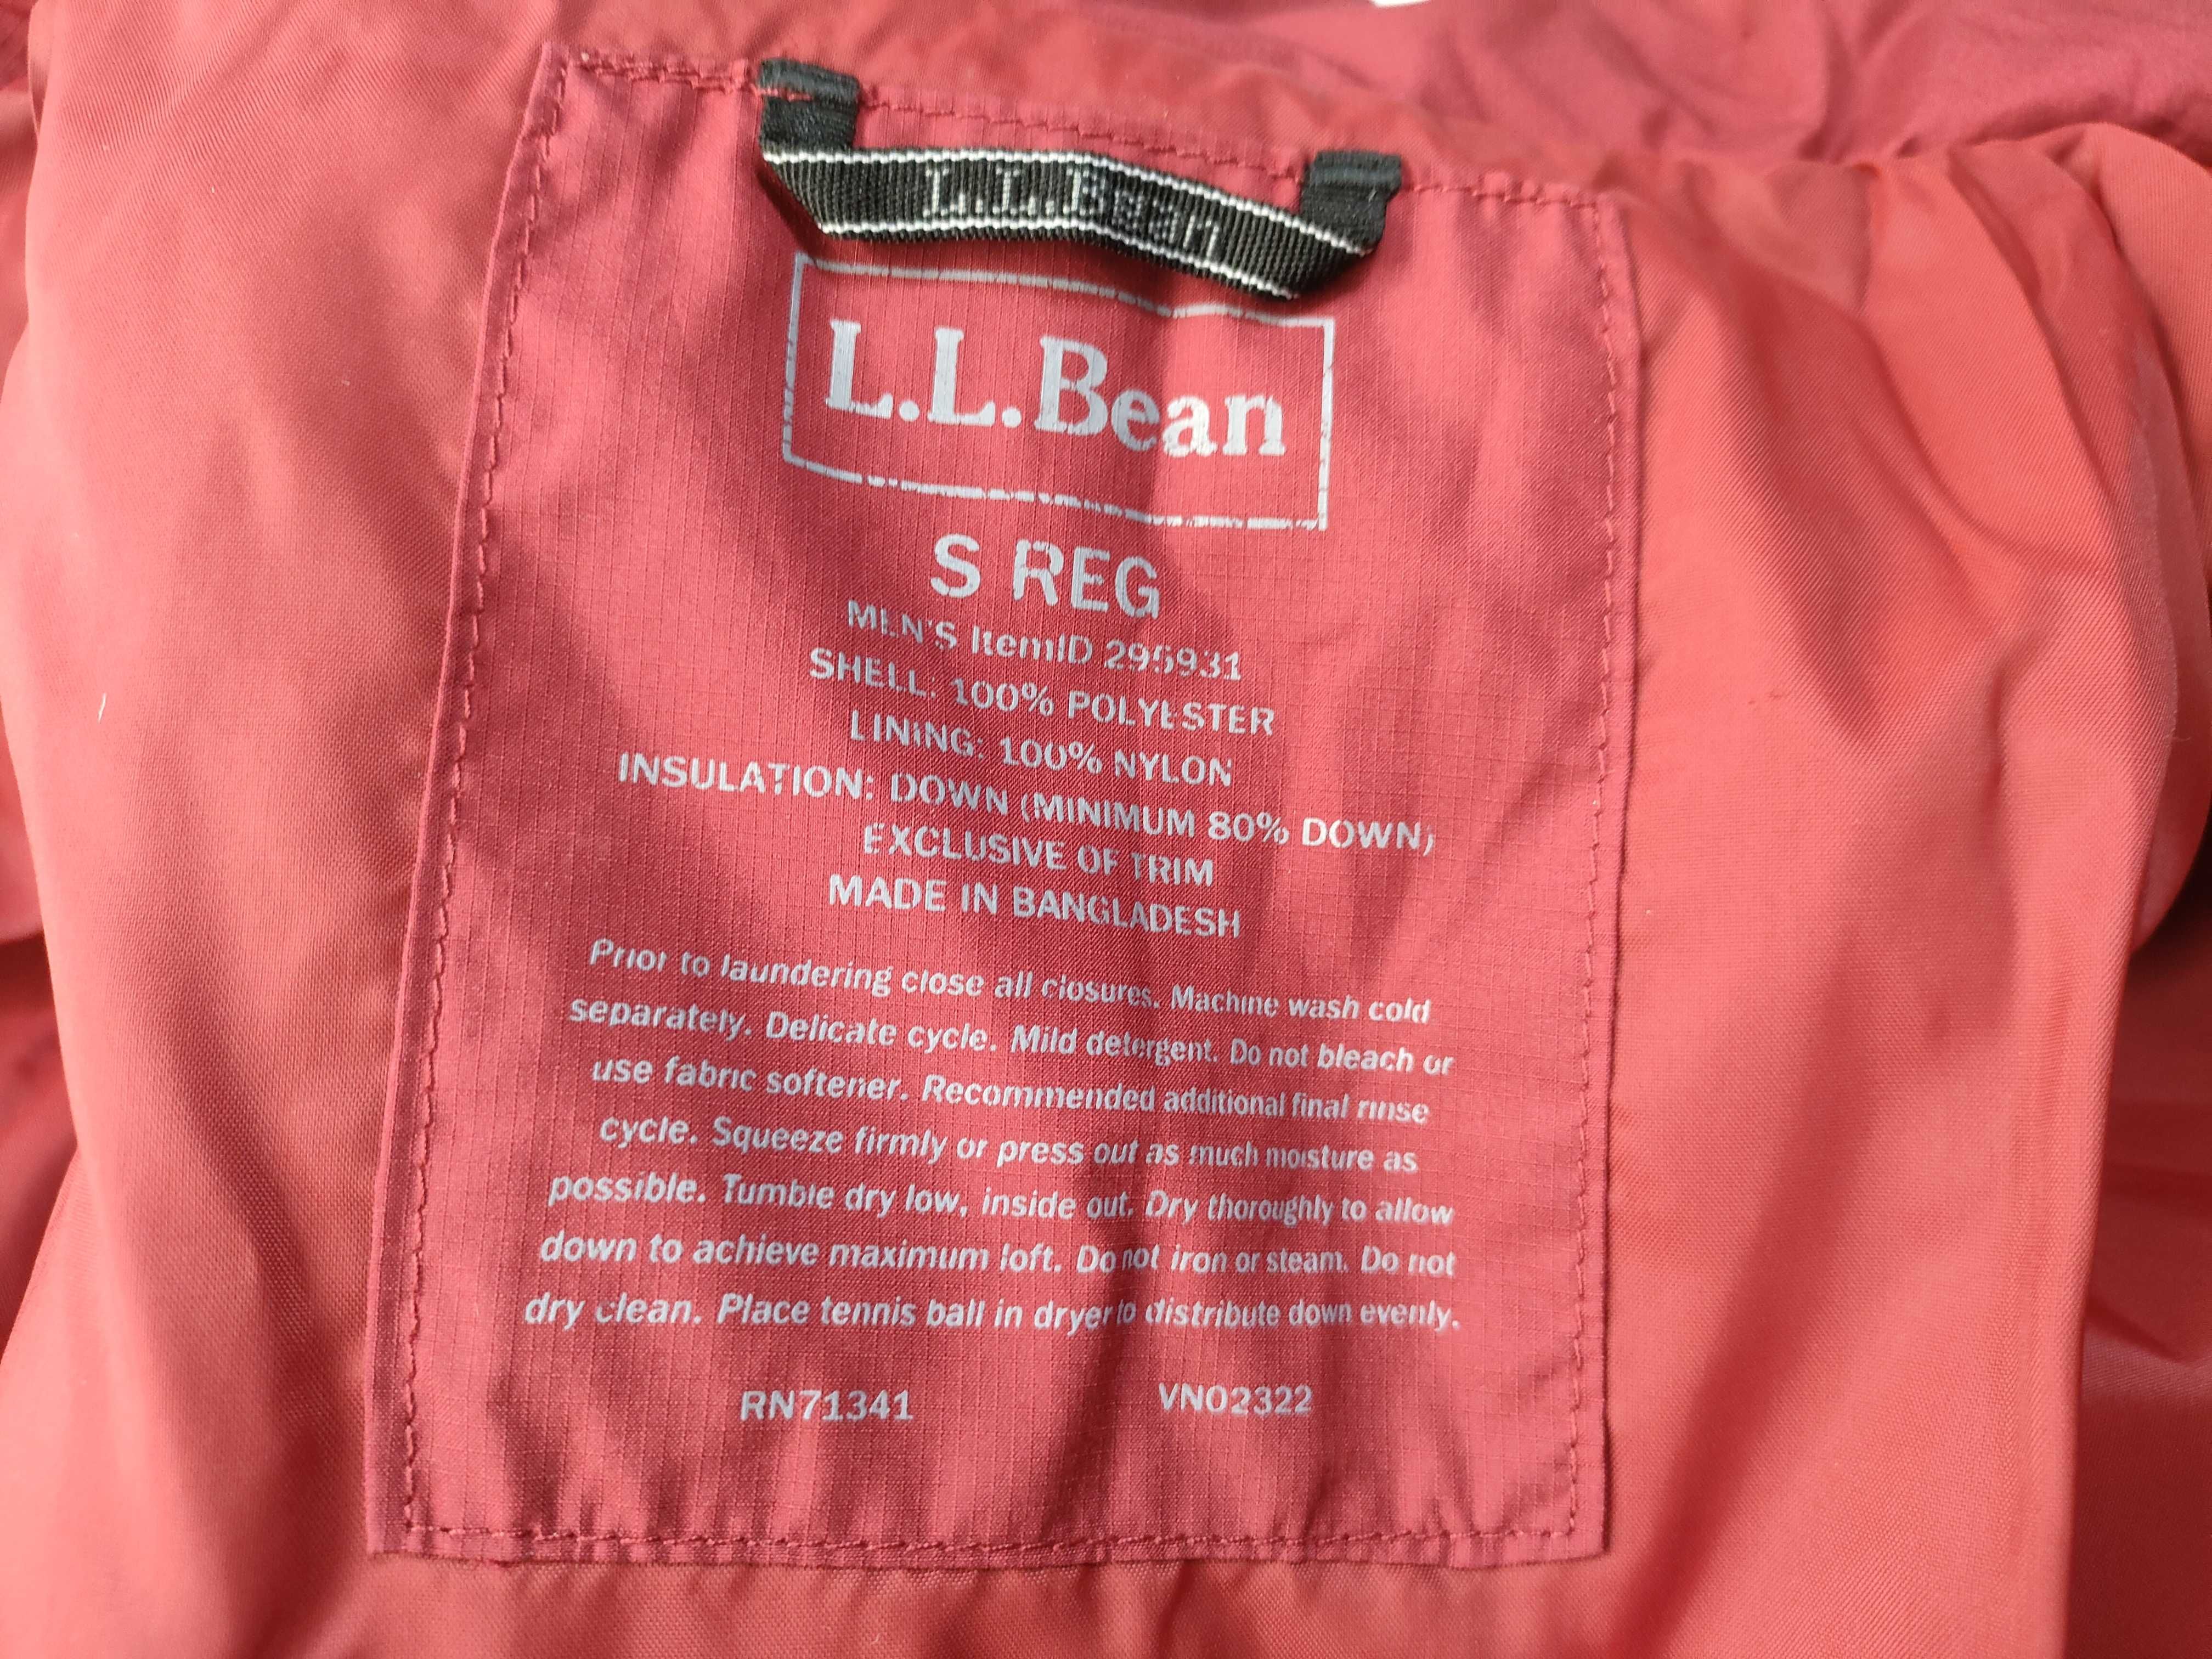 L.L.Bean
L.L.Bean
S REG
MEN'S ItemID 295931
SHELL: 100% POLYESTER
LINING: 100% NYLON
INSULATION: DOWN (MINIMUM 80% DOWN)
EXCLUSIVE OF TRIM
MADE IN BANGLADESH
Prior to laundering close all closures. Machine wash cold
separately. Delicate cycle. Mild detergent. Do not bleach or
use fabric softener. Recommended additional final rinse
cycle. Squeeze firmly or press out as much moisture as
possible. Tumble dry low, inside out. Dry thoroughly to allow
down to achieve maximum loft. Do not iron or steam. Do not
dry clean. Place tennis ball in dryer to distribute down evenly.
RN71341 VN02322